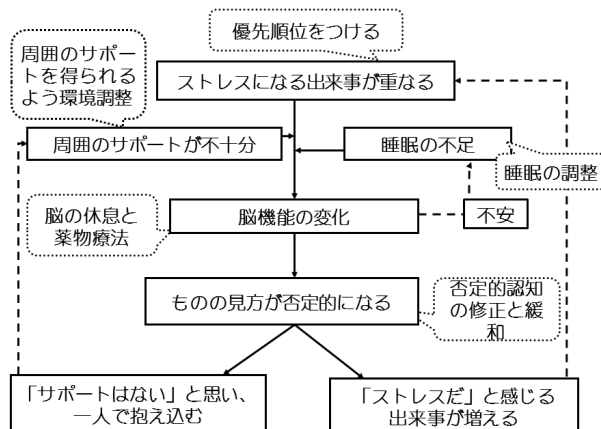 優先順位をつける
周囲のサポー
トを得られる
よう環境調整
ストレスになる出来事が重なる
周囲のサポートが不十分
睡眠の不足
睡眠の調整
脳の休息と
薬物療法
脳機能の変化
不安
ものの見方が否定的になる
否定的認知
の修正と緩
和
「サポートはない」と思い、
一人で抱え込む
「ストレスだ」と感じる
出来事が増える